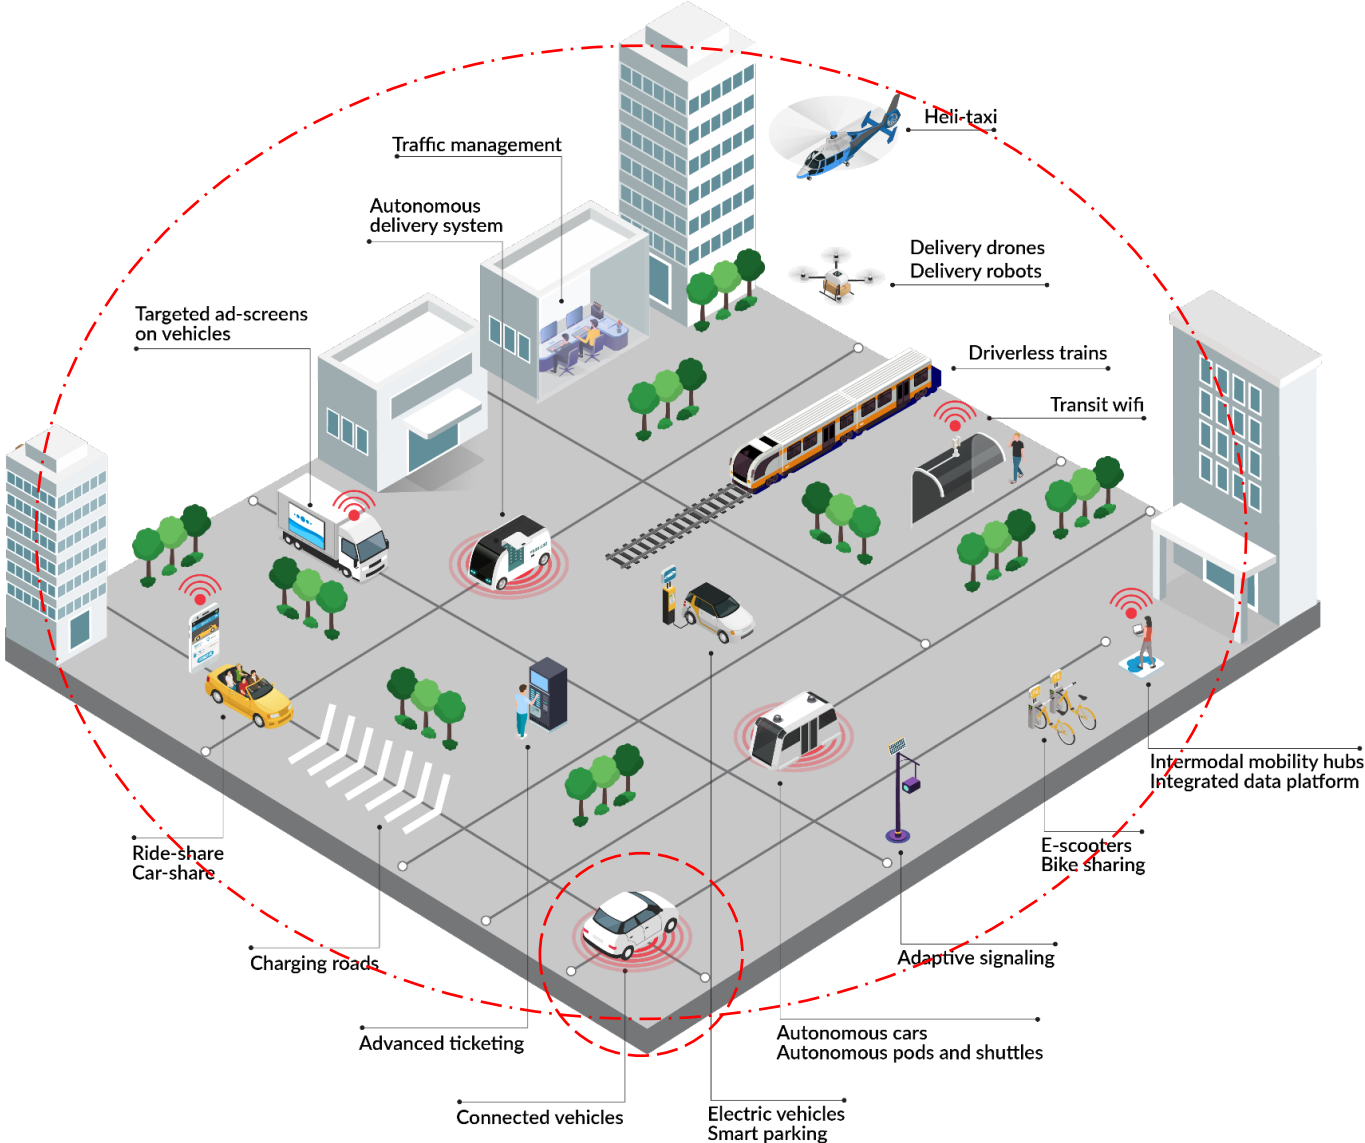 Heli-taxi
Traffic management
Autonomous
delivery system
Delivery drones
Delivery robots
Targeted ad-screens
on vehicles
Driverless trains
Transit wifi
Intermodal mobility hubs
Integrated data platform
Ride-share
Car-share
E-scooters
Bike sharing
Charging roads
Adaptive signaling
Advanced ticketing
Autonomous cars
Autonomous pods and shuttles
Connected vehicles
Electric vehicles
Smart parking